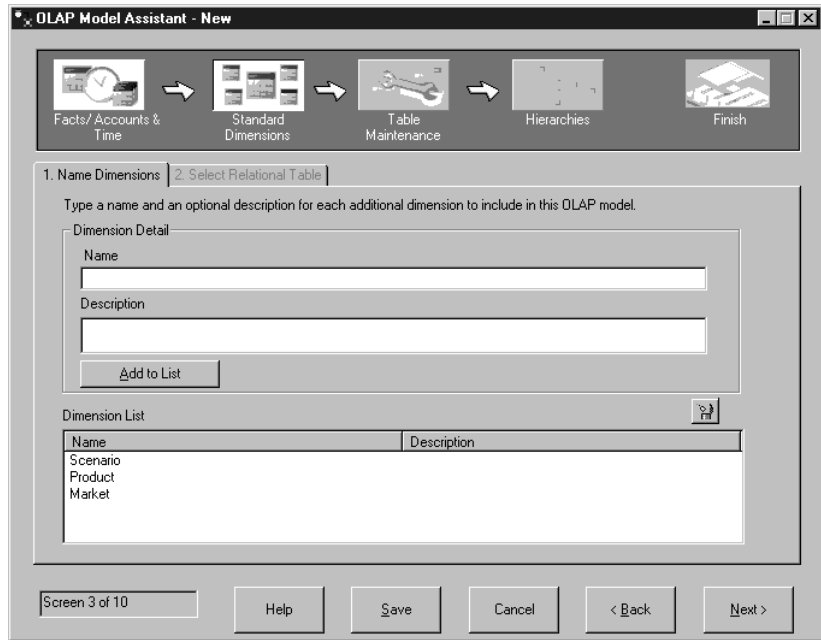 OLAP Model Assistant - New
Facts/ Accounts &
Time
Standard
Dimensions
Table
Maintenance
Hierarchies
Finish
1. Name Dimensions
2. Select Relational Table
Type a name and an optional description for each additional dimension to include in this OLAP model.
Dimension Detail
Name
Description
Add to List
Dimension List
Name Description
Scenario
Product
Market
Screen 3 of 10
Help
Save
Cancel
< Back
Next >